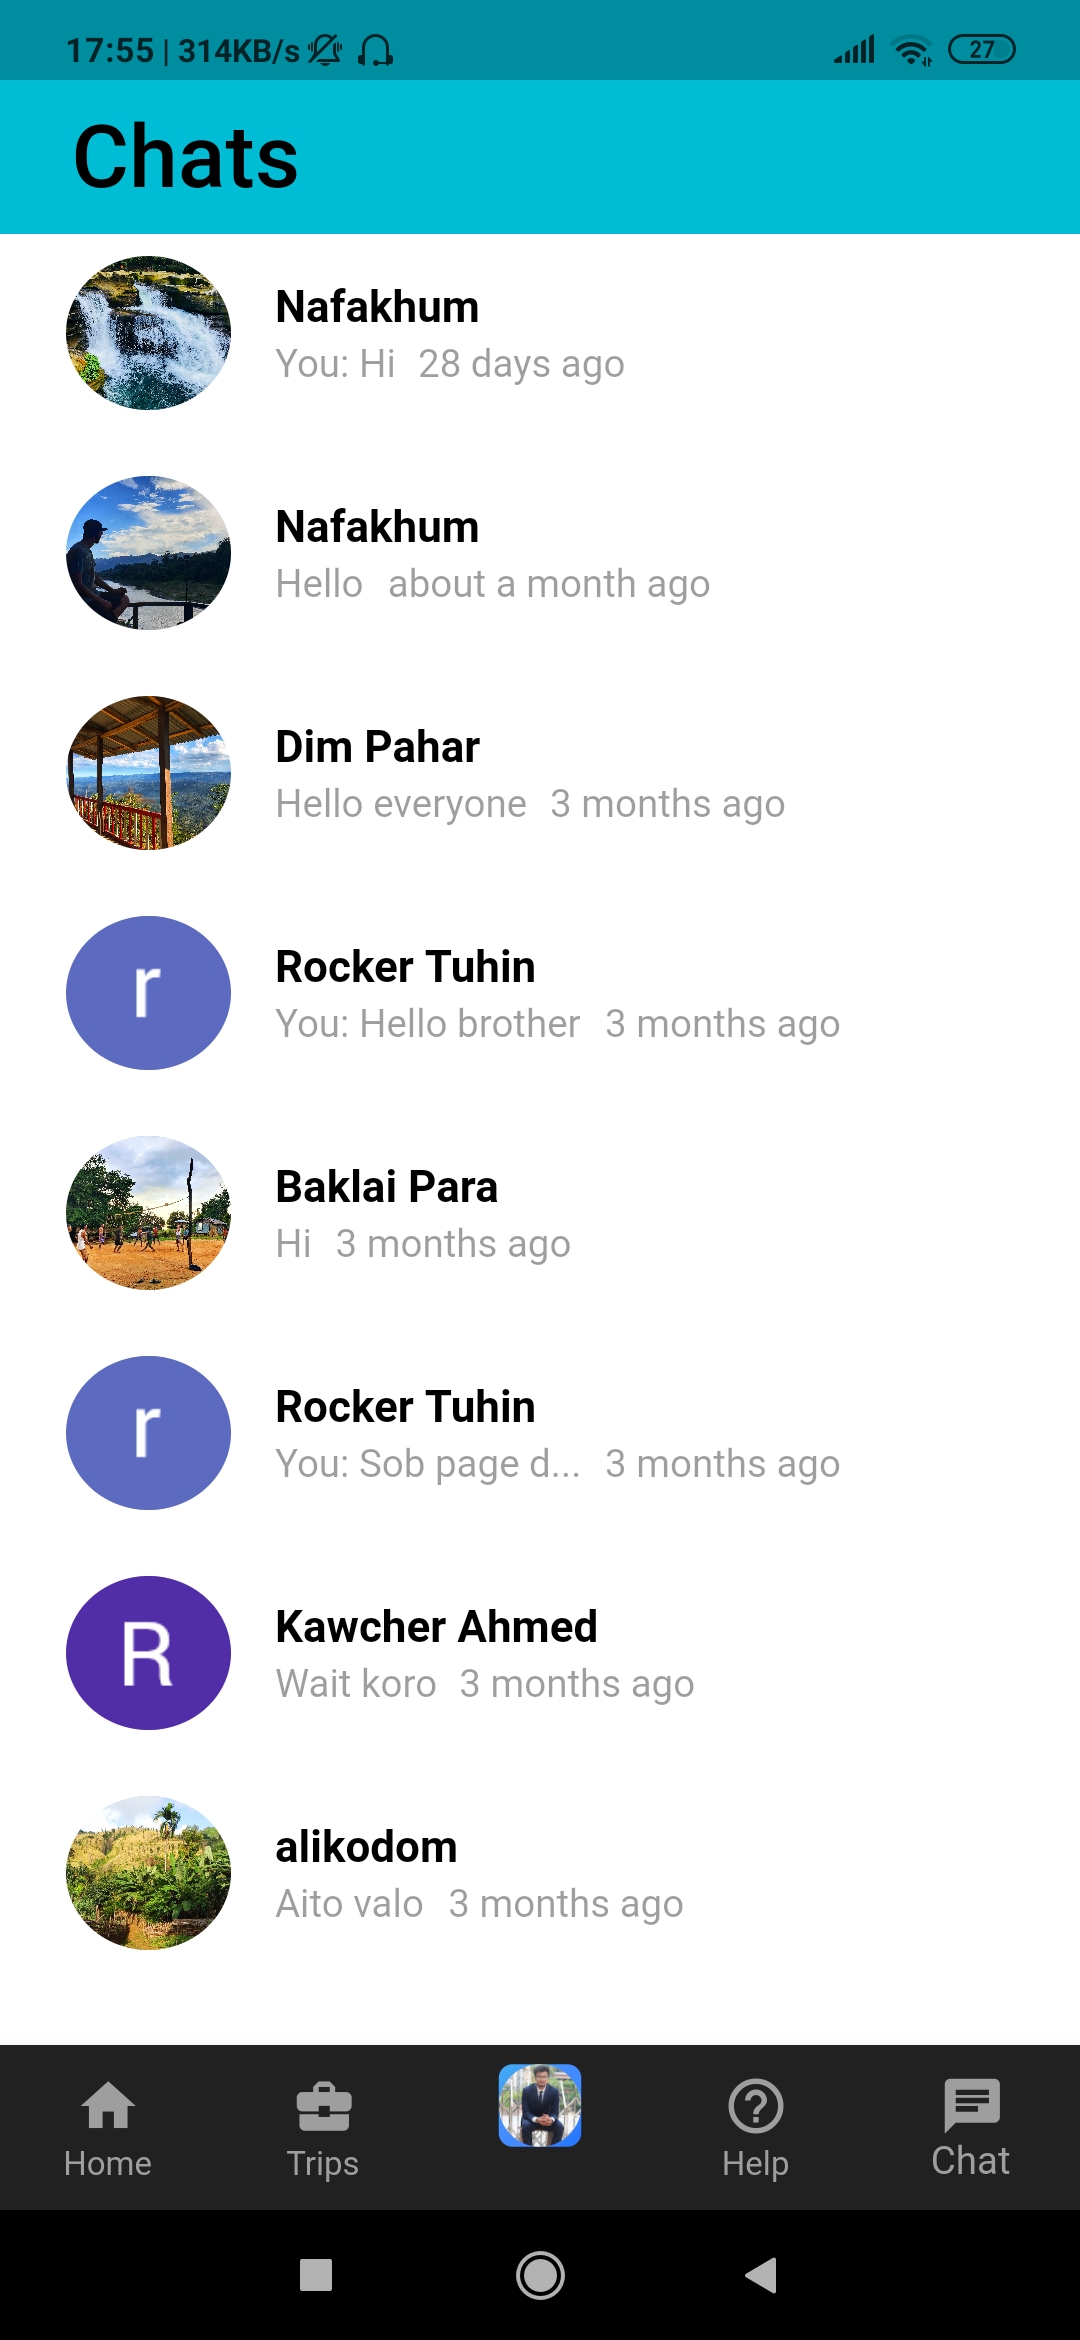 17:55 | 314KB/s
27
Chats
Nafakhum
You: Hi 28 days ago
Nafakhum
Hello about a month ago
Dim Pahar
Hello everyone 3 months ago
r
Rocker Tuhin
You: Hello brother 3 months ago
Baklai Para
Hi 3 months ago
r
Rocker Tuhin
You: Sob page d... 3 months ago
R
Kawcher Ahmed
Wait koro 3 months ago
alikodom
Aito valo 3 months ago
Home Trips Help Chat